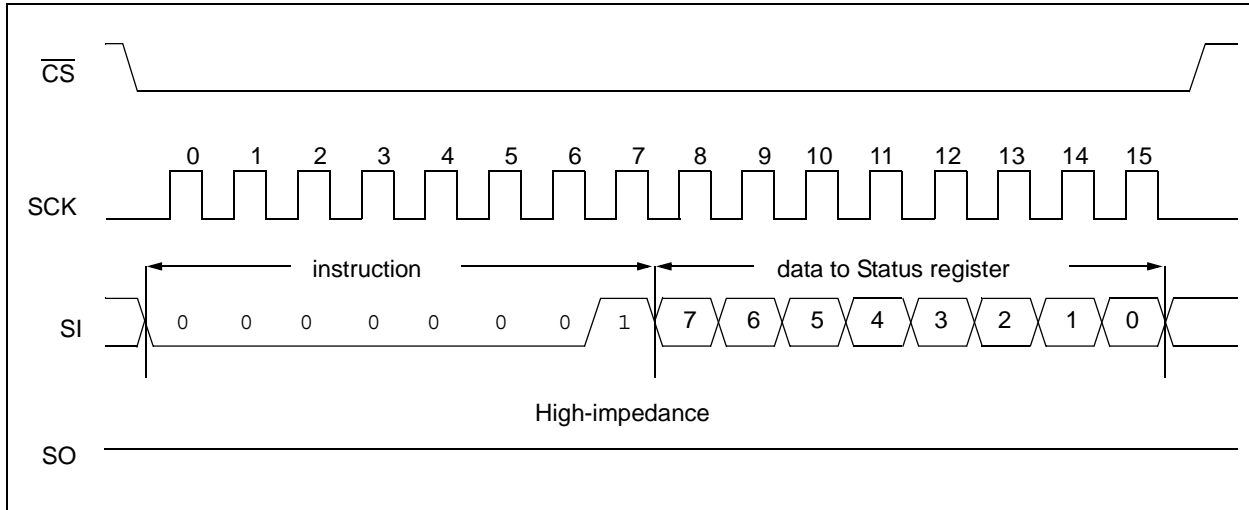 CS
0 1 2 3 4 5 6 7 8 9 10 11 12 13 14 15
SCK
instruction data to Status register
SI 0 0 0 0 0 0 0 1 7 6 5 4 3 2 1 0
High-impedance
SO